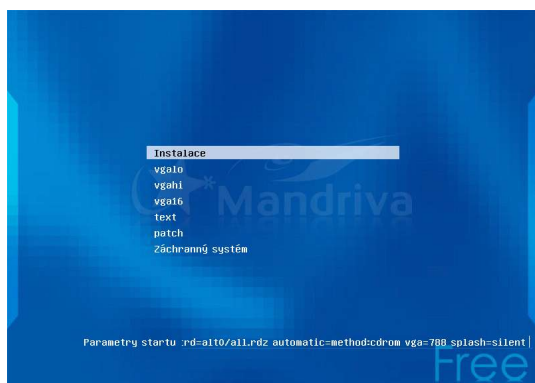 Instalace
vgalo
vgahi
vga16
Mandriva
text
patch
Záchranný systém
Parametry startu :rd=alt0/all.rdz automatic=method:cdrom vga=788 splash=silent
Free